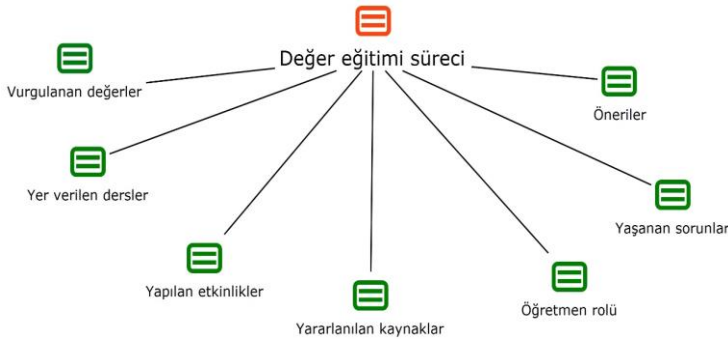 Değer eğitimi süreci
Vurgulanan değerler
Öneriler
Yer verilen dersler
Yaşanan sorunlar
Yapılan etkinlikler
Öğretmen rolü
Yararlanılan kaynaklar